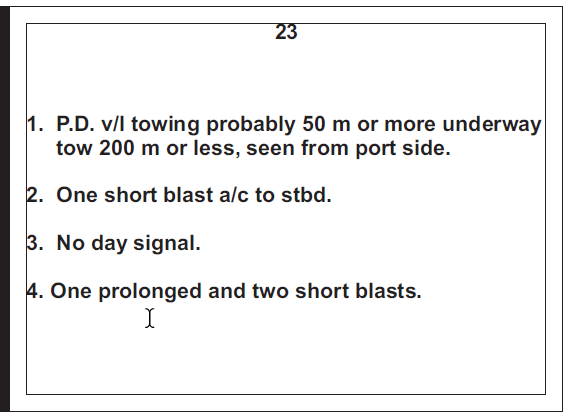 23
1. P.D. v/l towing probably 50 m or more underway
tow 200 m or less, seen from port side.
2. One short blast a/c to stbd.
3. No day signal.
4. One prolonged and two short blasts.